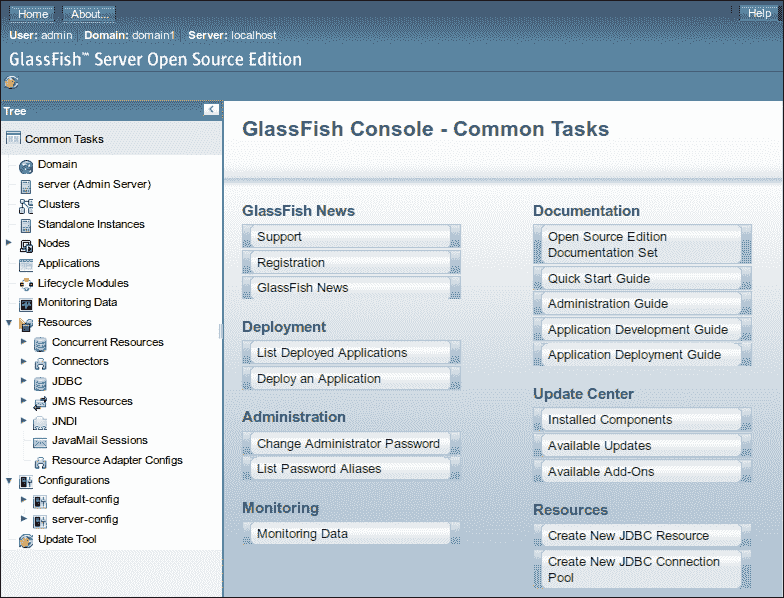 Home About... Help
User: admin Domain: domain1 Server: localhost
GlassFish™ Server Open Source Edition
Tree
Common Tasks
Domain
server (Admin Server)
Clusters
Standalone Instances
Nodes
Applications
Lifecycle Modules
Monitoring Data
Resources
Concurrent Resources
Connectors
JDBC
JMS Resources
JNDI
JavaMail Sessions
Resource Adapter Configs
Configurations
default-config
server-config
Update Tool
GlassFish Console - Common Tasks
GlassFish News
Support
Registration
GlassFish News
Deployment
List Deployed Applications
Deploy an Application
Administration
Change Administrator Password
List Password Aliases
Monitoring
Monitoring Data
Documentation
Open Source Edition
Documentation Set
Quick Start Guide
Administration Guide
Application Development Guide
Application Deployment Guide
Update Center
Installed Components
Available Updates
Available Add-Ons
Resources
Create New JDBC Resource
Create New JDBC Connection
Pool